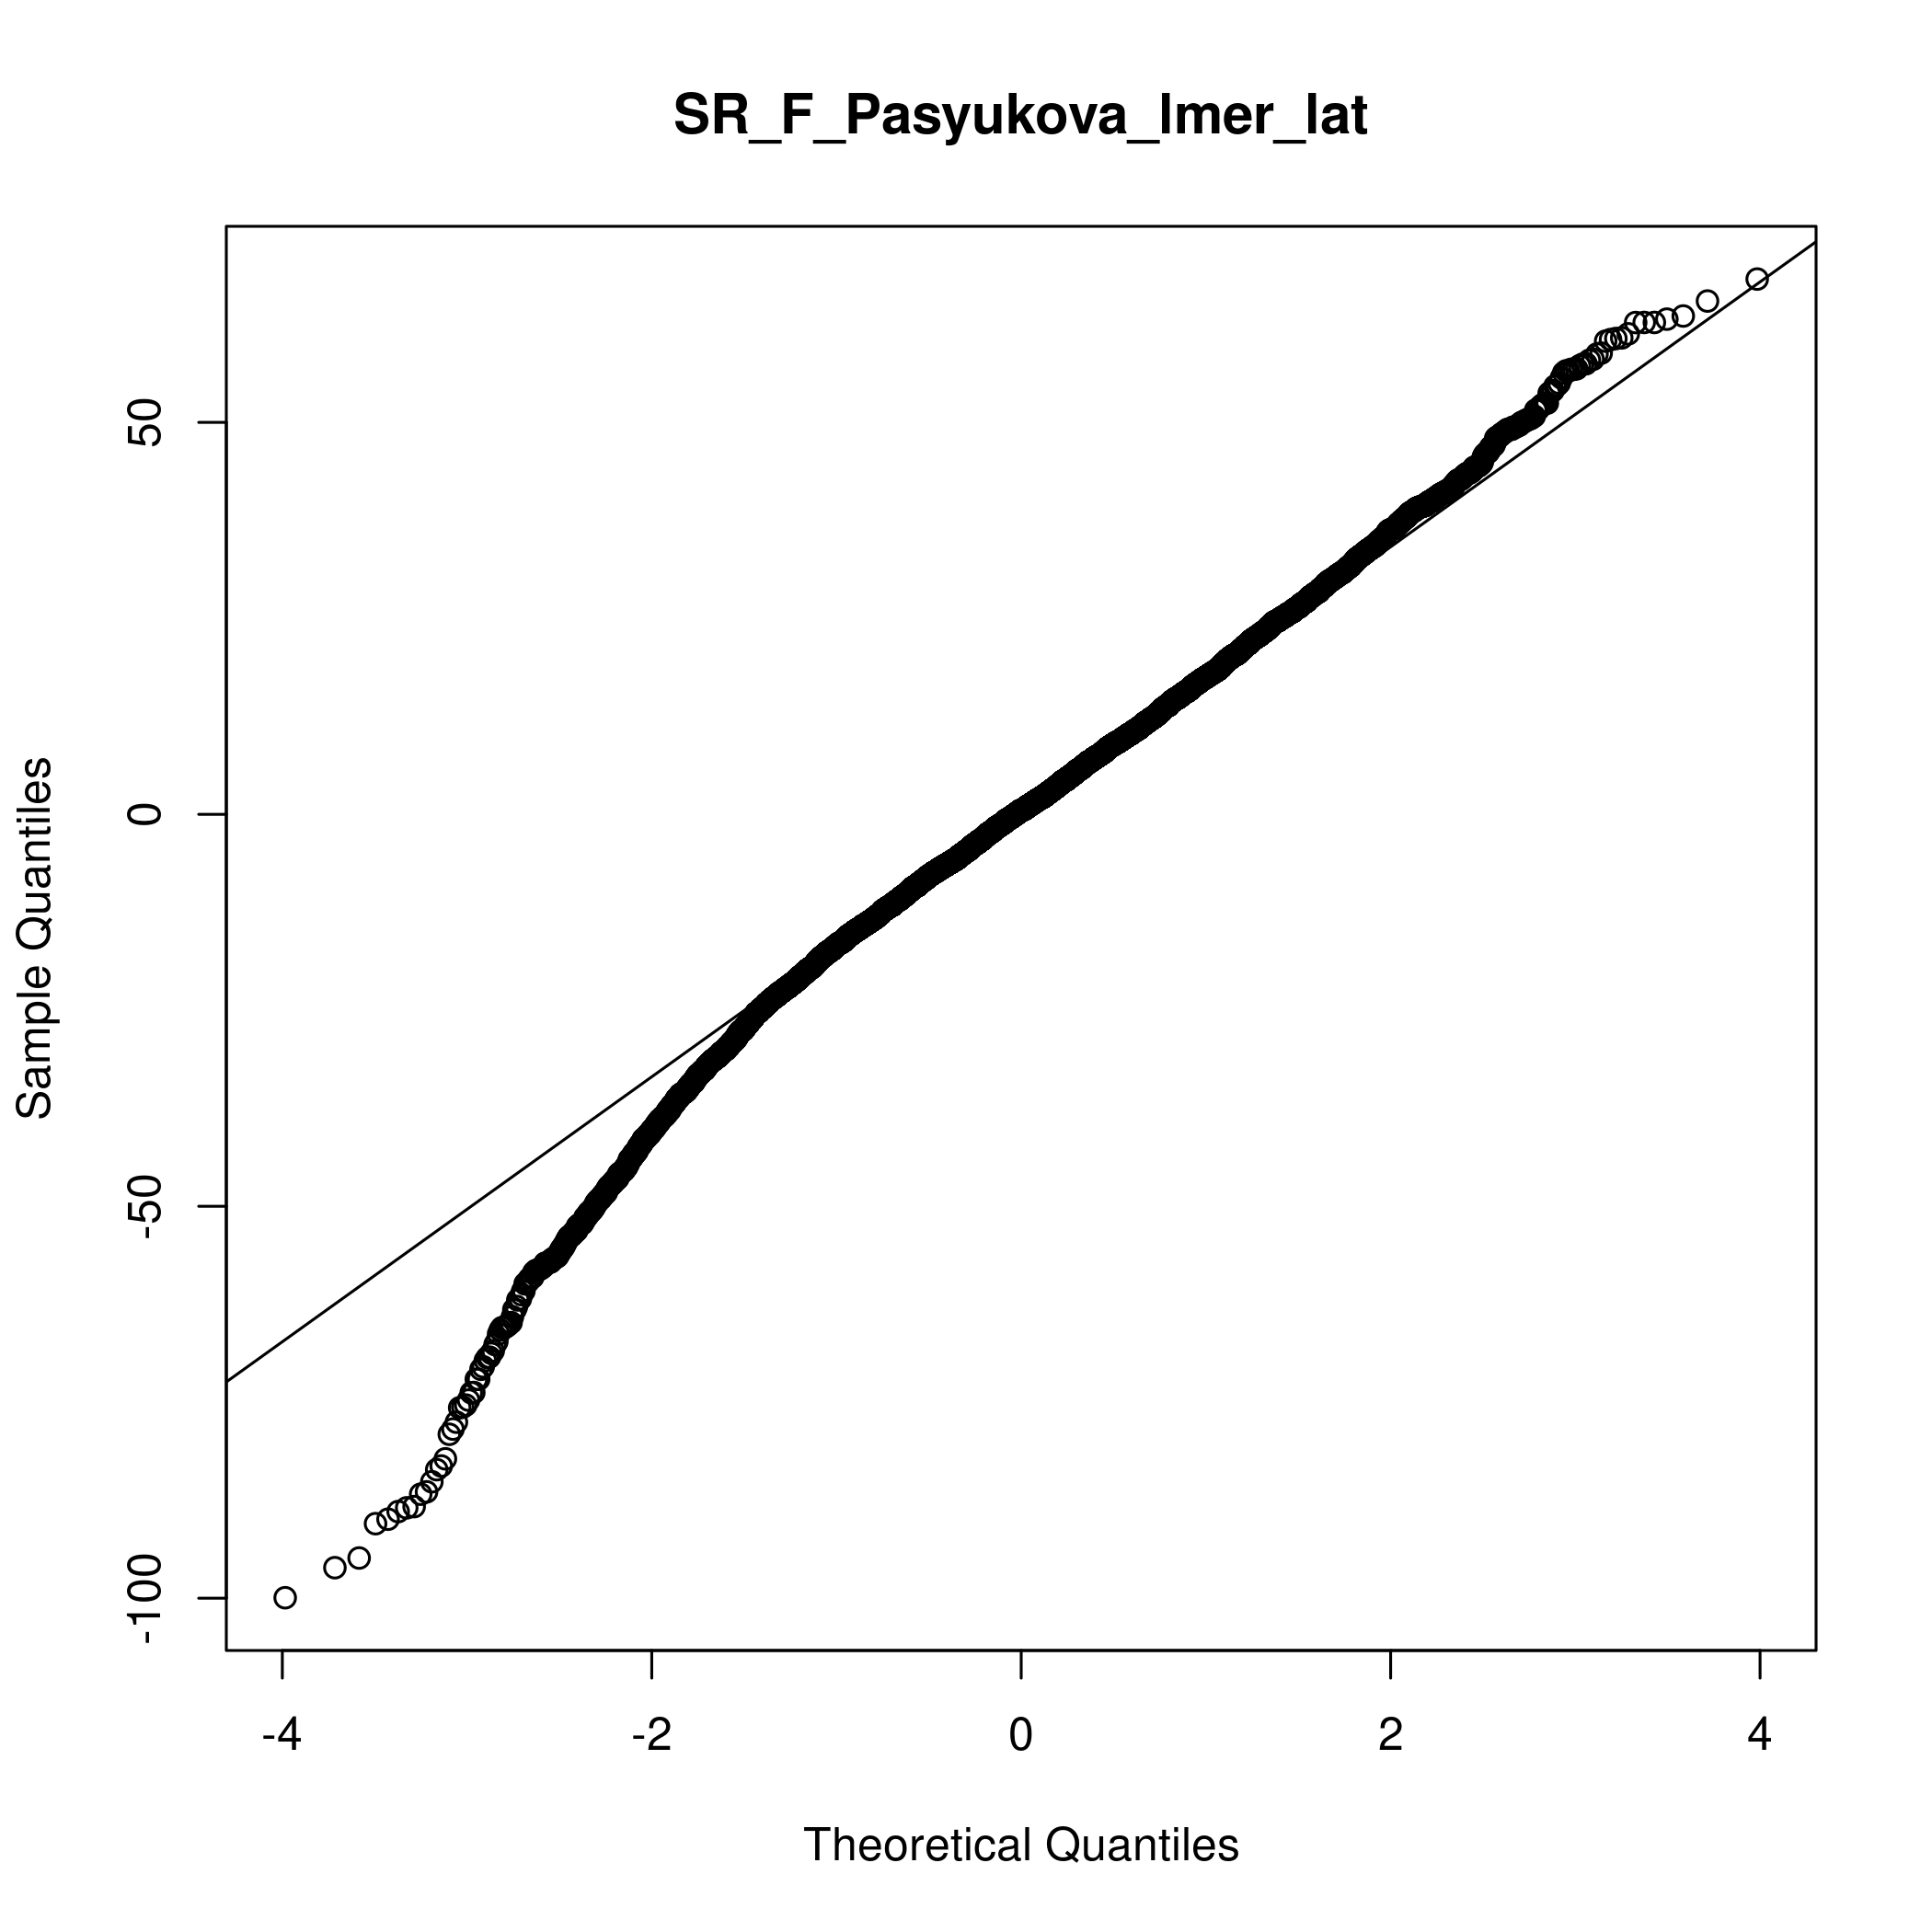 SR_F_Pasyukova_lmer_lat
Sample Quantiles
50
0
-50
-100
-4 -2 0 2 4
Theoretical Quantiles